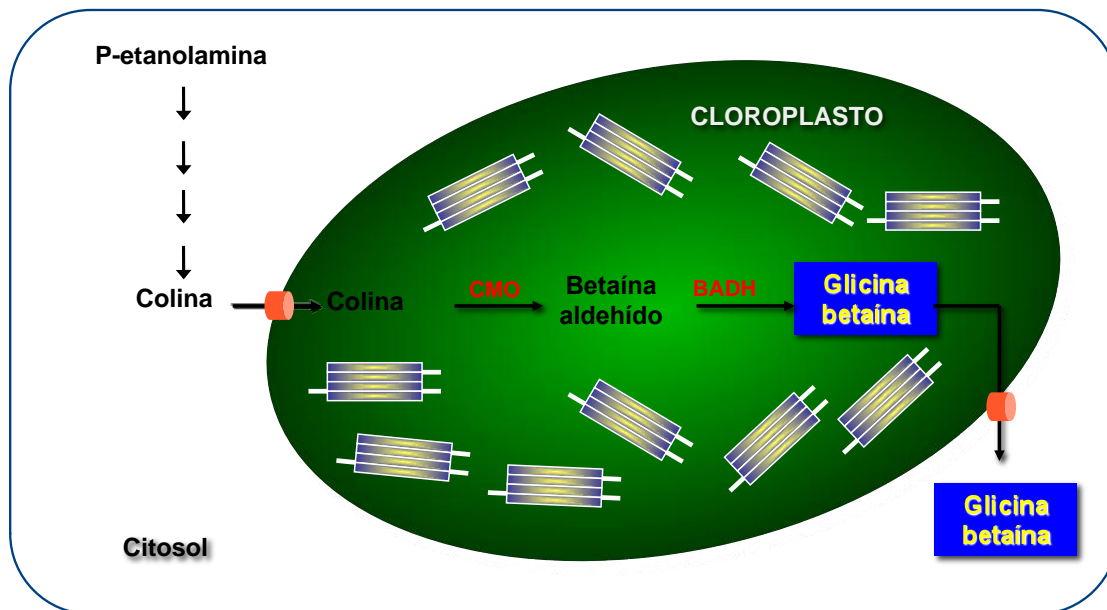 P-etanolamina
CLOROPLASTO
Colina
Colina
CMO
Betaína
aldehído
BADH
Glicina
betaína
Glicina
betaína
Citosol